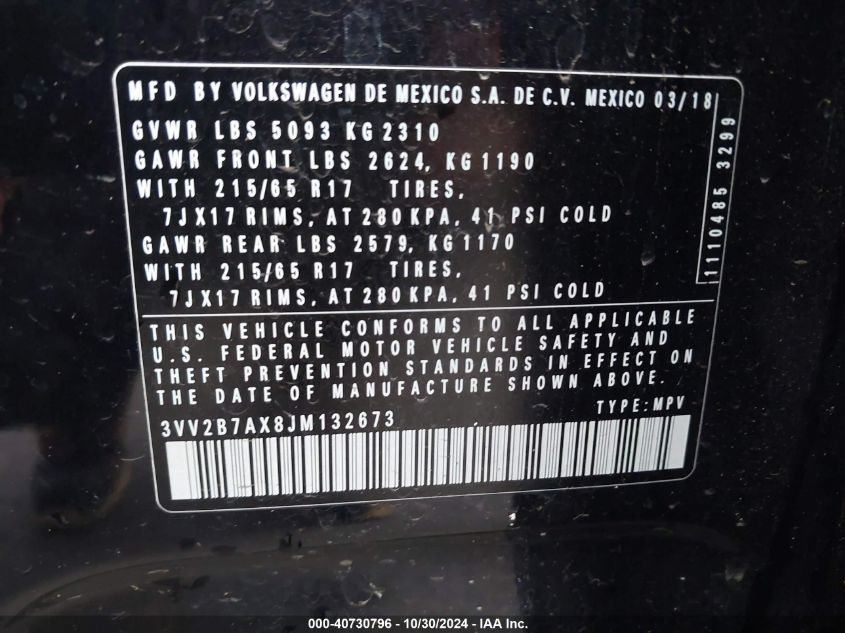 MFD BY VOLKSWAGEN DE MEXICO S.A. DE C.V. MEXICO 03/18
GVWR LBS 5093 KG 2310
GAWR FRONT LBS 2624, KG 1190
WITH 215/65 R17 TIRES,
7JX17 RIMS, AT 280 KPA, 41 PSI COLD
GAWR REAR LBS 2579, KG 1170
WITH 215/65 R17 TIRES,
7JX17 RIMS, AT 280 KPA, 41 PSI COLD
1110485 3299
THIS VEHICLE CONFORMS TO ALL APPLICABLE
U.S. FEDERAL MOTOR VEHICLE SAFETY AND
THEFT PREVENTION STANDARDS IN EFFECT ON
THE DATE OF MANUFACTURE SHOWN ABOVE.
3VV2B7AX8JM132673 TYPE: MPV
000-40730796 - 10/30/2024 - IAA Inc.